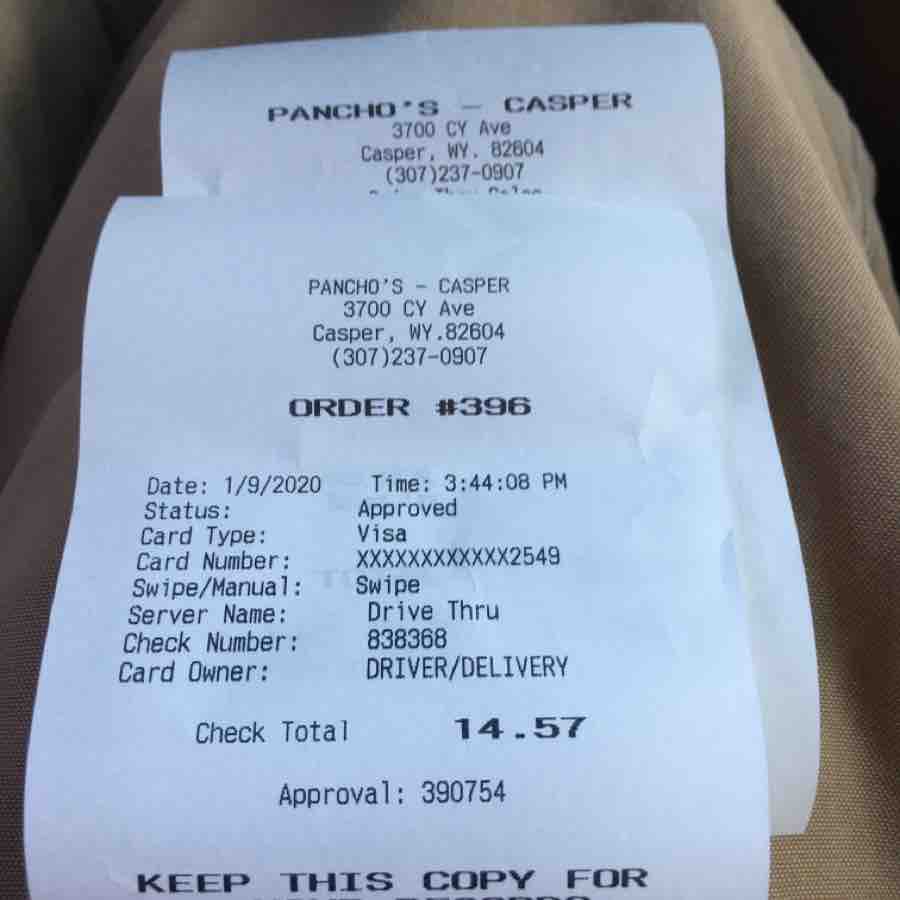 PANCHO'S - CASPER
3700 CY Ave
Casper, WY. 82604
(307)237-0907
PANCHO'S - CASPER
3700 CY Ave
Casper, WY.82604
(307)237-0907
ORDER #396
Date: 1/9/2020 Time: 3:44:08 PM
Status: Approved
Card Type: Visa
Card Number: XXXXXXXXXXXX2549
Swipe/Manual: Swipe
Server Name: Drive Thru
Check Number: 838368
Card Owner: DRIVER/DELIVERY
Check Total 14.57
Approval: 390754
KEEP THIS COPY FOR